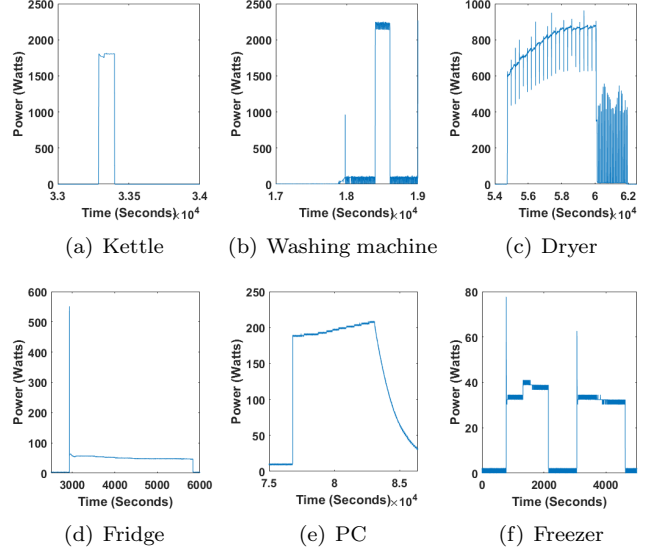 2500
2000
1500
1000
500
0
Power (Watts)
3.3 3.35 3.4
Time (Seconds) ×10^4
(a) Kettle
2500
2000
1500
1000
500
0
Power (Watts)
1.7 1.8 1.9
Time (Seconds) ×10^4
(b) Washing machine
1000
800
600
400
200
0
Power (Watts)
5.4 5.6 5.8 6 6.2
Time (Seconds) ×10^4
(c) Dryer
600
500
400
300
200
100
0
Power (Watts)
3000 4000 5000 6000
Time (Seconds)
(d) Fridge
250
200
150
100
50
0
Power (Watts)
7.5 8 8.5
Time (Seconds) ×10^4
(e) PC
80
60
40
20
0
Power (Watts)
0 2000 4000
Time (Seconds)
(f) Freezer